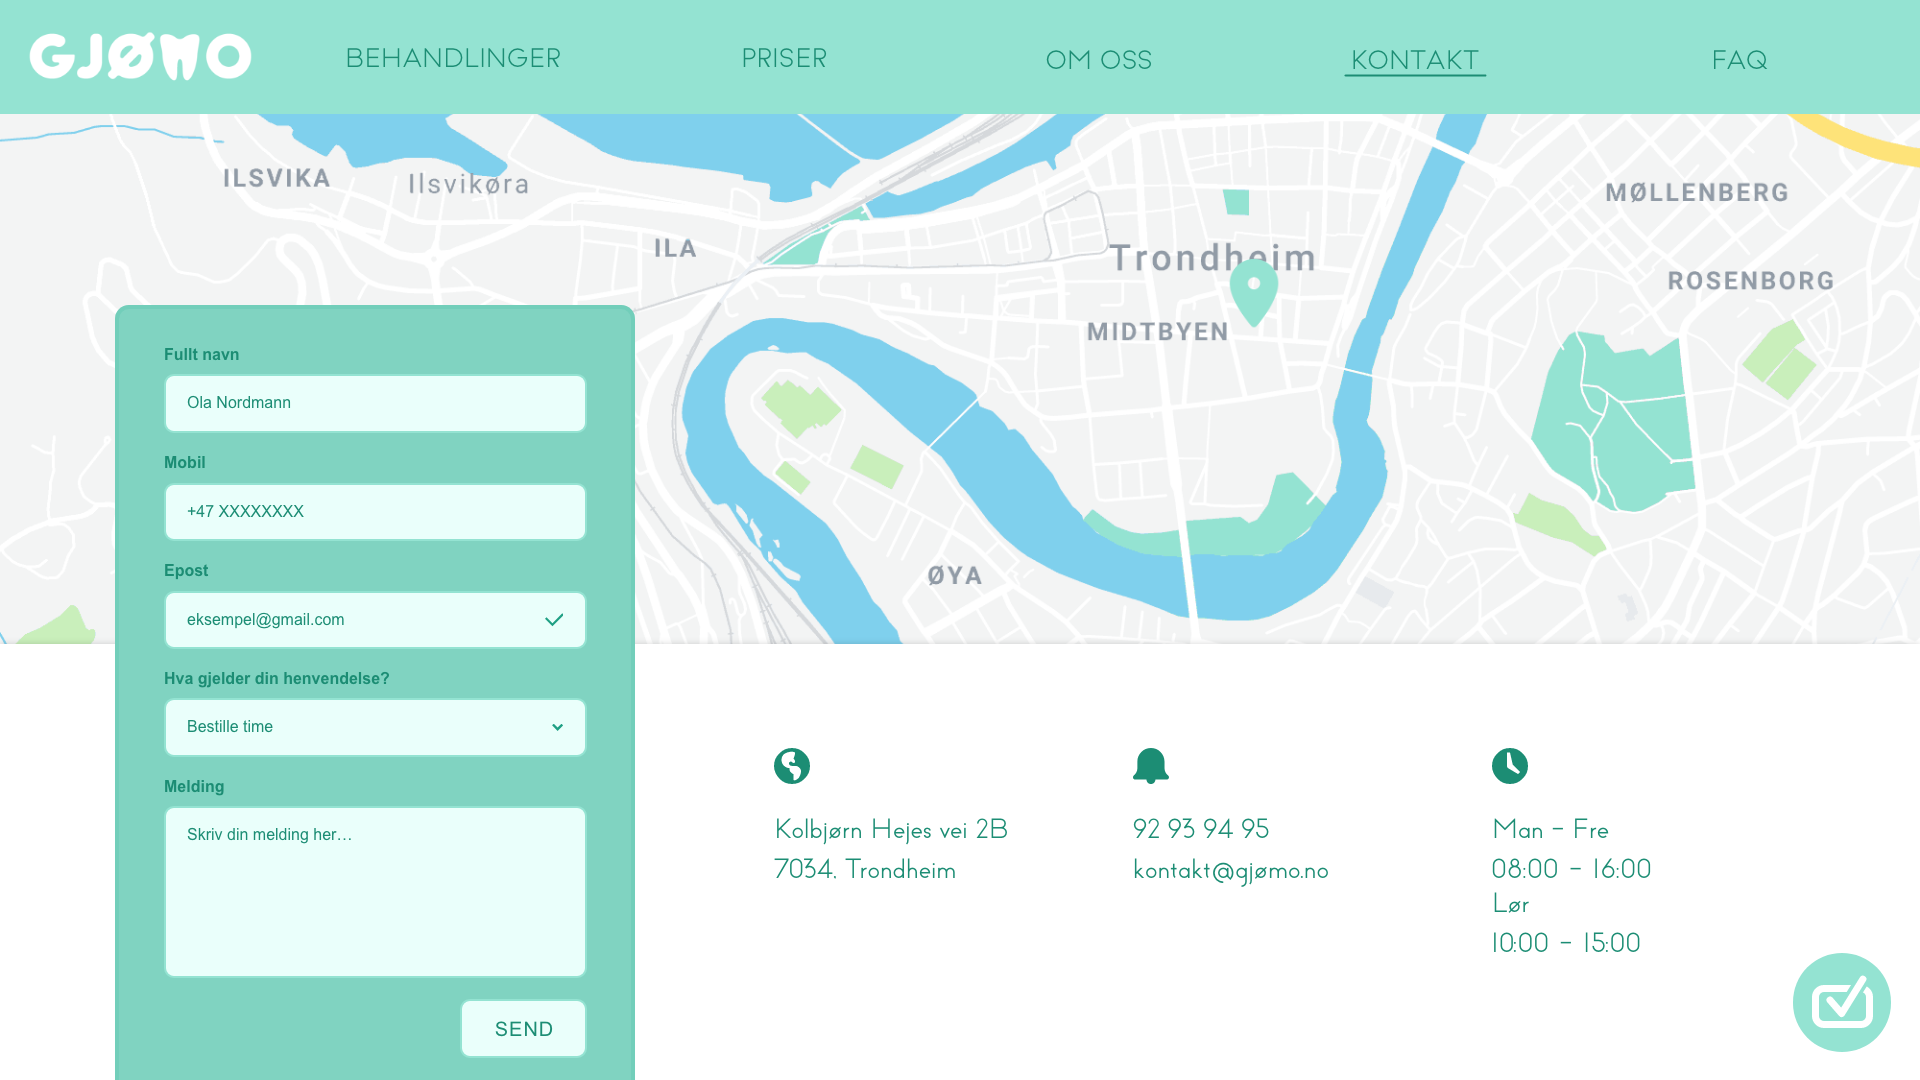 GJØMO
BEHANDLINGER
PRISER
OM OSS
KONTAKT
FAQ
ILSVIKA
Ilsvikøra
ILA
Trondheim
MIDTBYEN
MØLLENBERG
ROSENBORG
ØYA
Fullt navn
Ola Nordmann
Mobil
+47 XXXXXXXX
Epost
eksempel@gmail.com
Hva gjelder din henvendelse?
Bestille time
Melding
Skriv din melding her...
SEND
Kolbjørn Hejes vei 2B
7034. Trondheim
92 93 94 95
kontakt@gjømo.no
Man - Fre
08:00 - 16:00
Lør
10:00 - 15:00